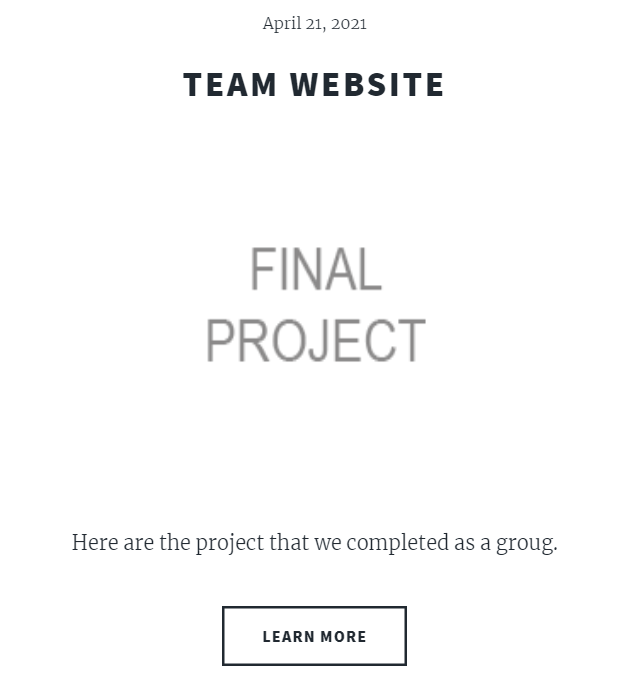 April 21, 2021
TEAM WEBSITE
FINAL
PROJECT
Here are the project that we completed as a groug.
LEARN MORE